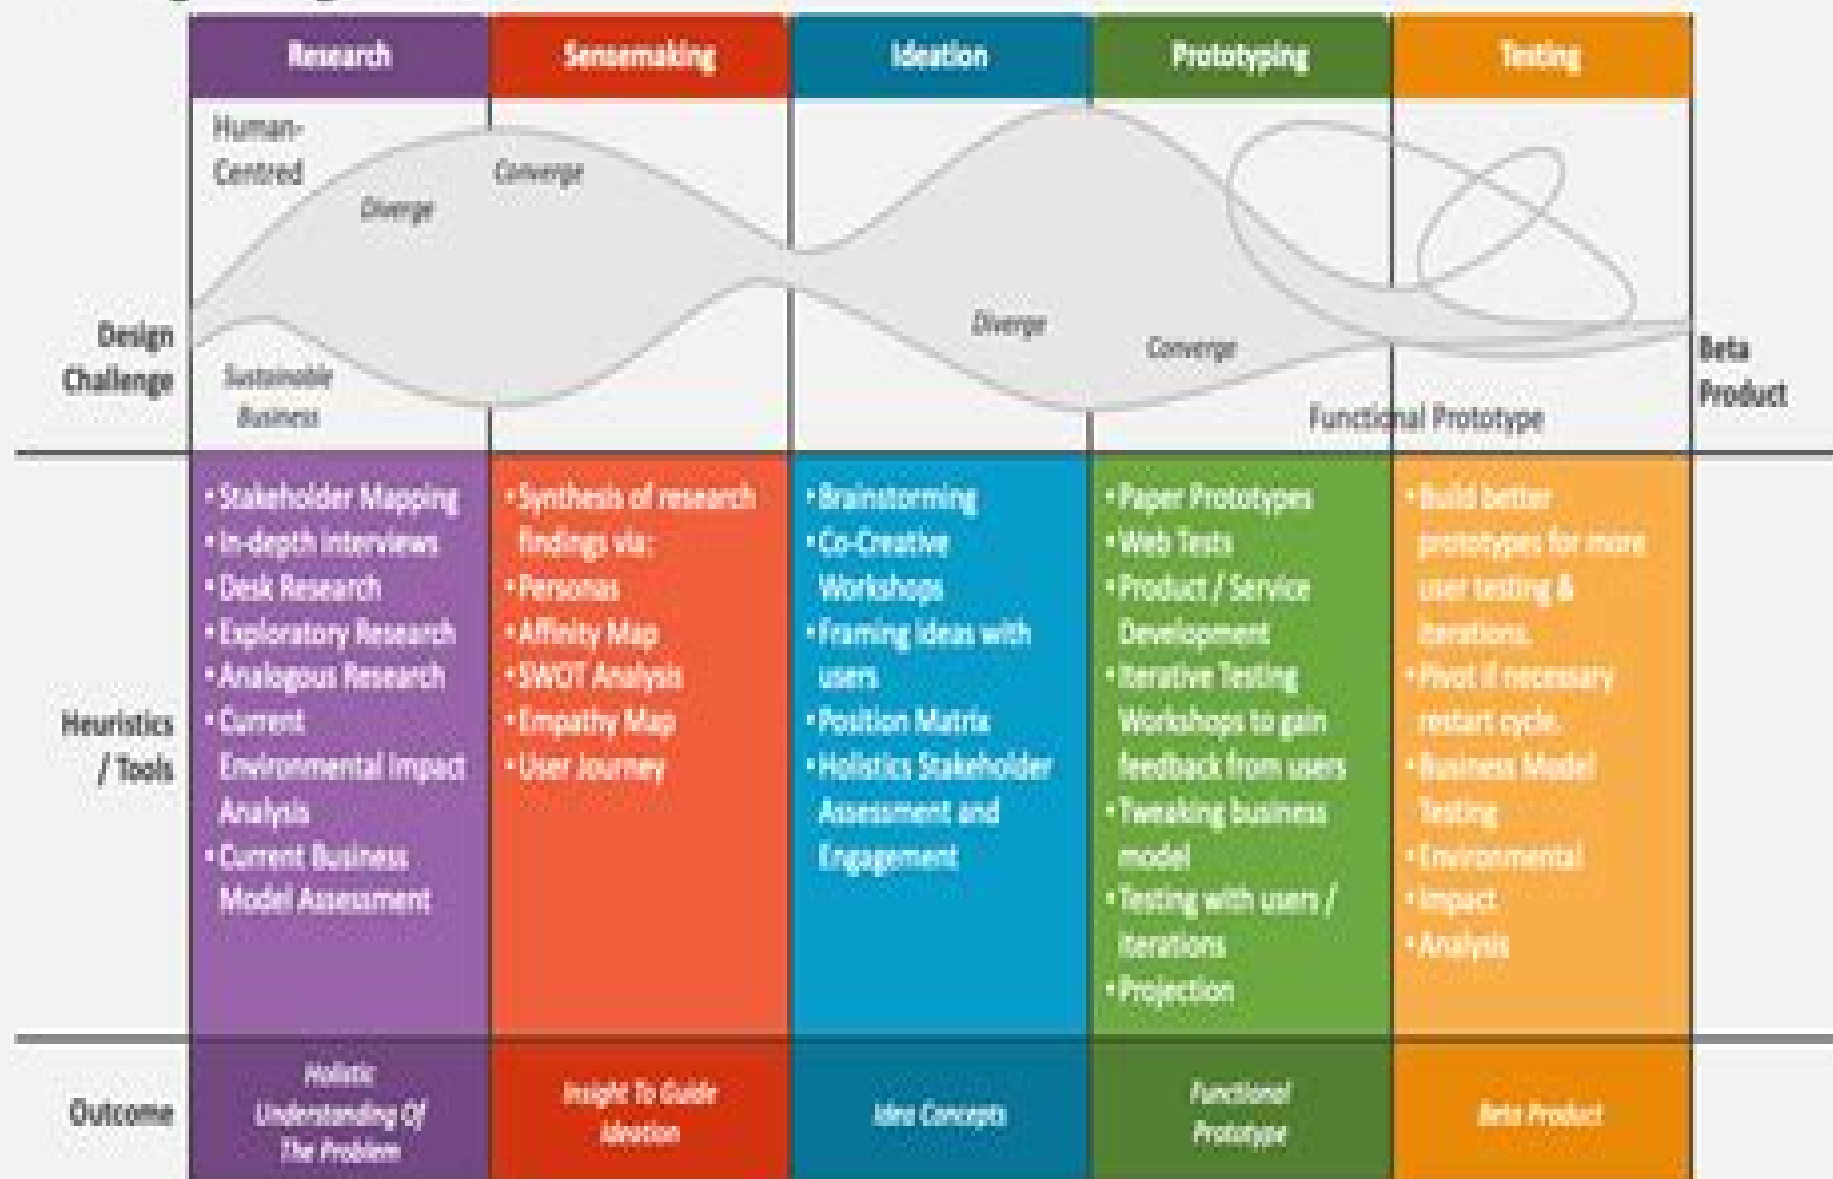 Research
Sensemaking
Ideation
Prototyping
Testing
Human-
Centred
Diverge
Converge
Diverge
Converge
Design
Challenge
Sustainable
Business
Functional Prototype
Beta
Product
Heuristics
/ Tools
• Stakeholder Mapping
• In-depth interviews
• Desk Research
• Exploratory Research
• Analogous Research
• Current
Environmental Impact
Analysis
• Current Business
Model Assessment
• Synthesis of research
findings via:
• Personas
• Affinity Map
• SWOT Analysis
• Empathy Map
• User Journey
• Brainstorming
• Co-Creative
Workshops
• Framing ideas with
users
• Position Matrix
• Holistics Stakeholder
Assessment and
Engagement
• Paper Prototypes
• Web Tests
• Product / Service
Development
• Iterative Testing
Workshops to gain
feedback from users
• Tweaking business
model
• Testing with users /
iterations
• Projection
• Build better
prototypes for more
user testing &
iterations.
• Pivot if necessary
restart cycle.
• Business Model
Testing
• Environmental
• Impact
• Analysis
Outcome
Holistic
Understanding Of
The Problem
Insight To Guide
Ideation
Idea Concepts
Functional
Prototype
Beta Product